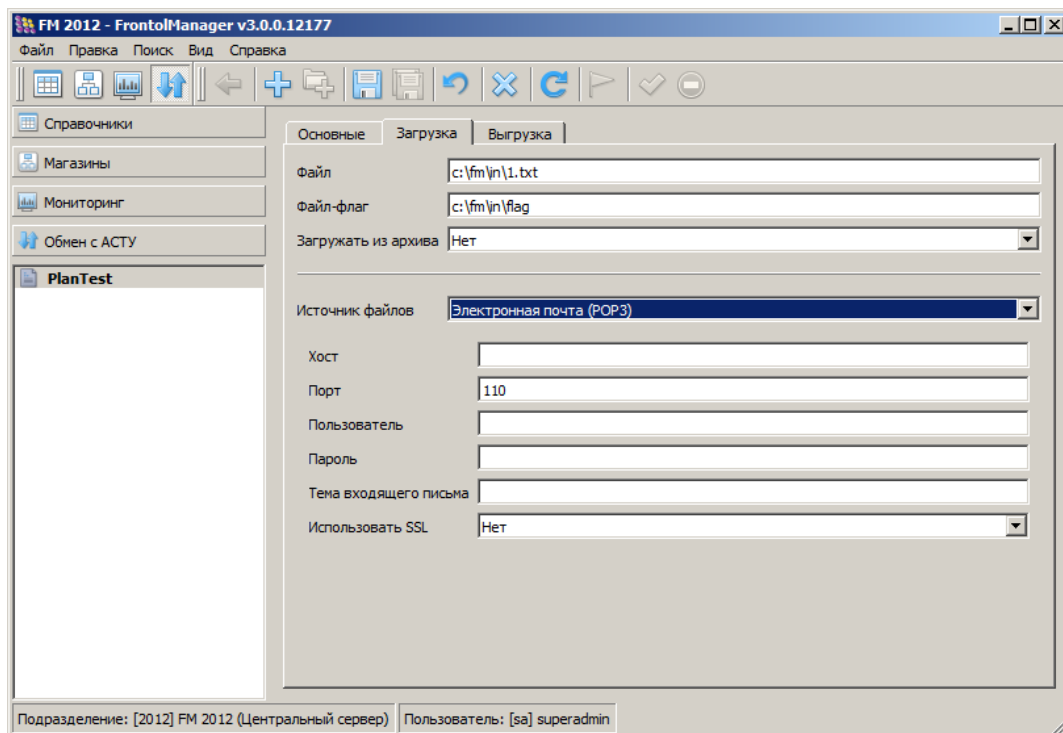 FM 2012 - FrontolManager v3.0.0.12177
Файл Правка Поиск Вид Справка
Справочники
Магазины
Мониторинг
Обмен с АСТУ
PlanTest
Основные Загрузка Выгрузка
Файл c:\fm\in\1.txt
Файл-флаг c:\fm\in\flag
Загружать из архива Нет
Источник файлов Электронная почта (POP3)
Хост
Порт 110
Пользователь
Пароль
Тема входящего письма
Использовать SSL Нет
Подразделение: [2012] FM 2012 (Центральный сервер) Пользователь: [sa] superadmin